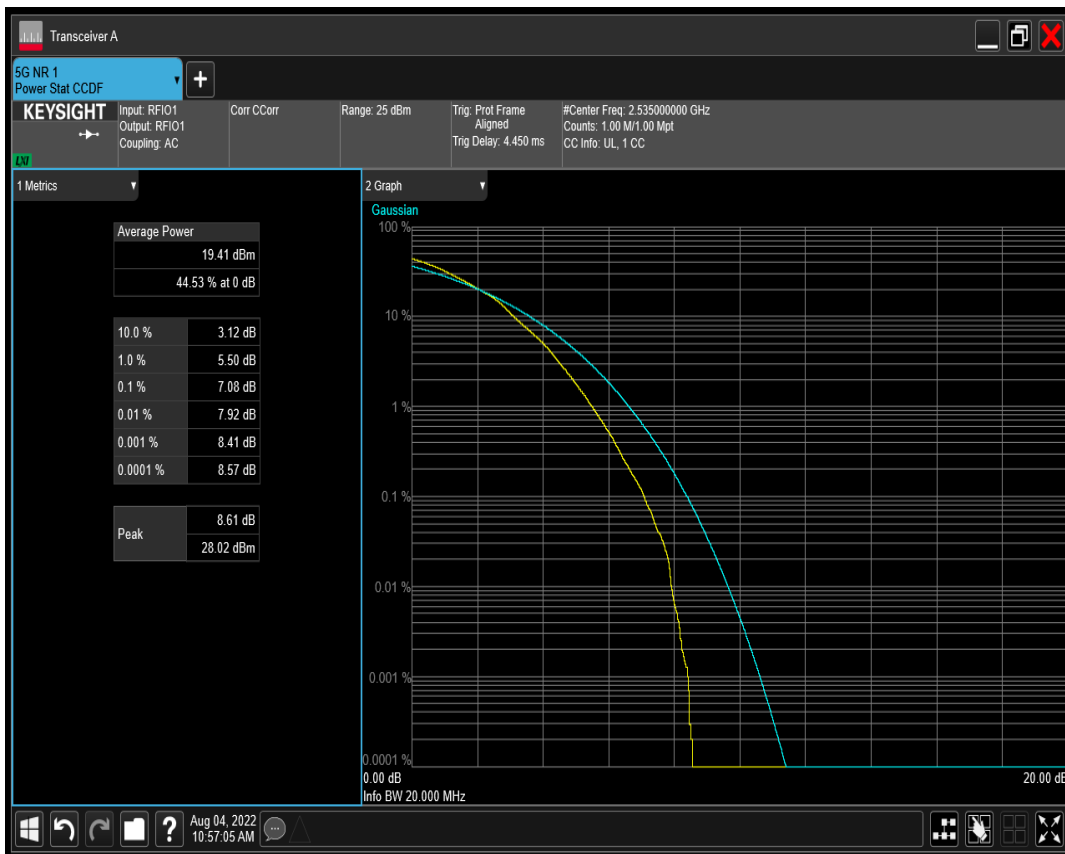 Transceiver A
5G NR 1
Power Stat CCDF
+
KEYSIGHT
LXI
Input: RFIO1
Output: RFIO1
Coupling: AC
Corr CCorr
Range: 25 dBm
Trig: Prot Frame
Aligned
Trig Delay: 4.450 ms
#Center Freq: 2.535000000 GHz
Counts: 1.00 M/1.00 Mpt
CC Info: UL, 1 CC
1 Metrics
Average Power
19.41 dBm
44.53 % at 0 dB
10.0 % 3.12 dB
1.0 % 5.50 dB
0.1 % 7.08 dB
0.01 % 7.92 dB
0.001 % 8.41 dB
0.0001 % 8.57 dB
Peak
8.61 dB
28.02 dBm
2 Graph
Gaussian
100 %
10 %
1 %
0.1 %
0.01 %
0.001 %
0.0001 %
0.00 dB
20.00 dB
Info BW 20.000 MHz
?
Aug 04, 2022
10:57:05 AM